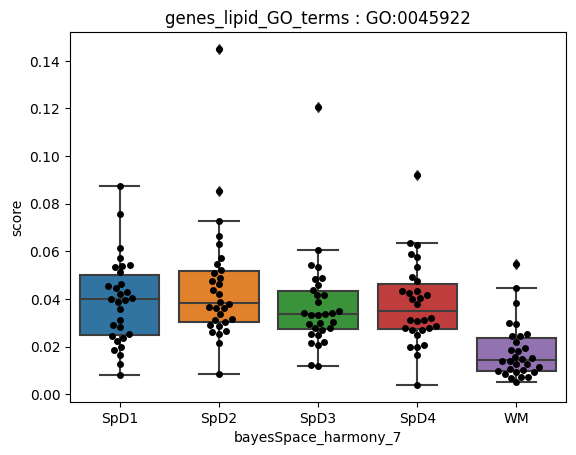 genes_lipid_GO_terms : GO:0045922
0.14
0.12
0.10
0.08
0.06
0.04
0.02
0.00
score
SpD1 SpD2 SpD3 SpD4 WM
bayesSpace_harmony_7